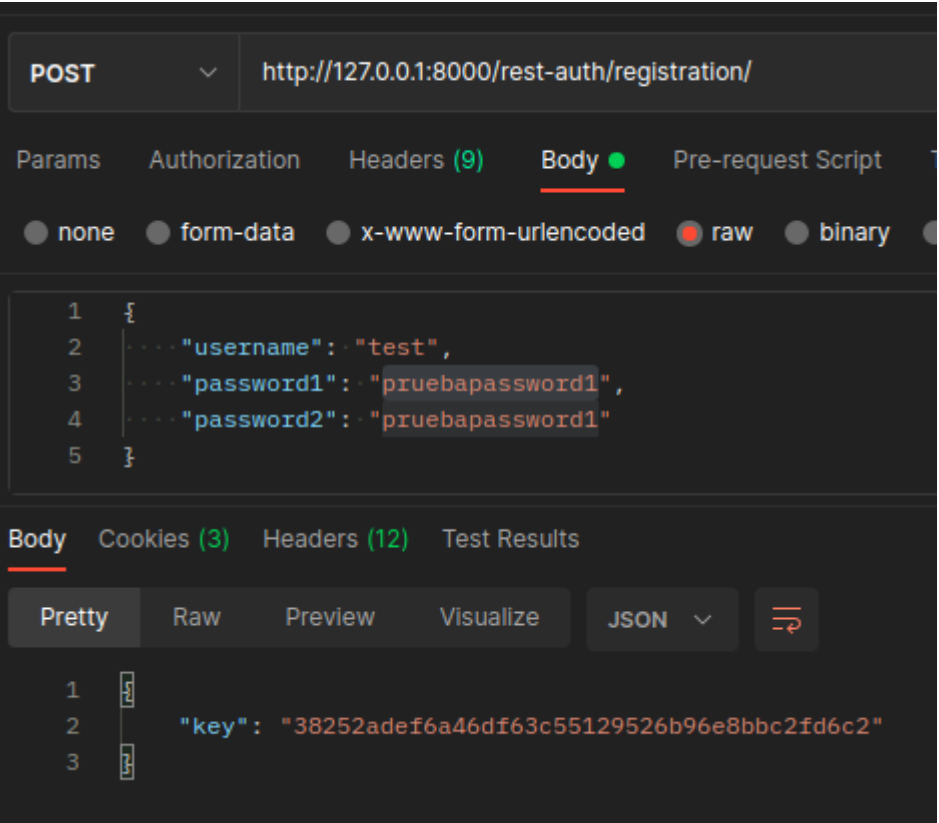 POST http://127.0.0.1:8000/rest-auth/registration/
Params Authorization Headers (9) Body Pre-request Script
none form-data x-www-form-urlencoded raw binary
1 {
2 "username": "test",
3 "password1": "pruebapassword1",
4 "password2": "pruebapassword1"
5 }
Body Cookies (3) Headers (12) Test Results
Pretty Raw Preview Visualize JSON
1 {
2 "key": "38252adef6a46df63c55129526b96e8bbc2fd6c2"
3 }